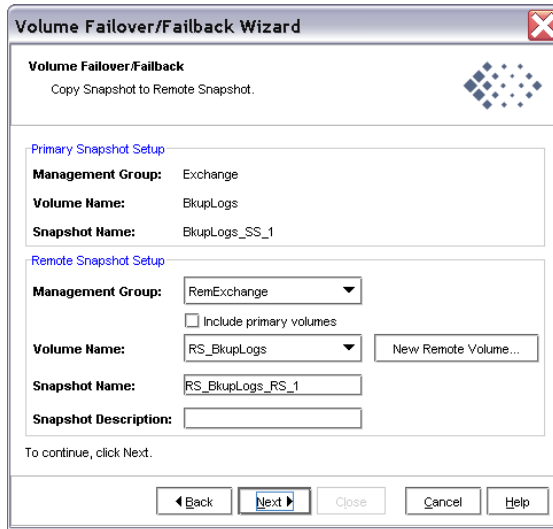 Volume Failover/Failback Wizard
Volume Failover/Failback
Copy Snapshot to Remote Snapshot.
Primary Snapshot Setup
Management Group: Exchange
Volume Name: BkupLogs
Snapshot Name: BkupLogs_SS_1
Remote Snapshot Setup
Management Group: RemExchange
Include primary volumes
Volume Name: RS_BkupLogs New Remote Volume...
Snapshot Name: RS_BkupLogs_RS_1
Snapshot Description:
To continue, click Next.
Back Next Close Cancel Help